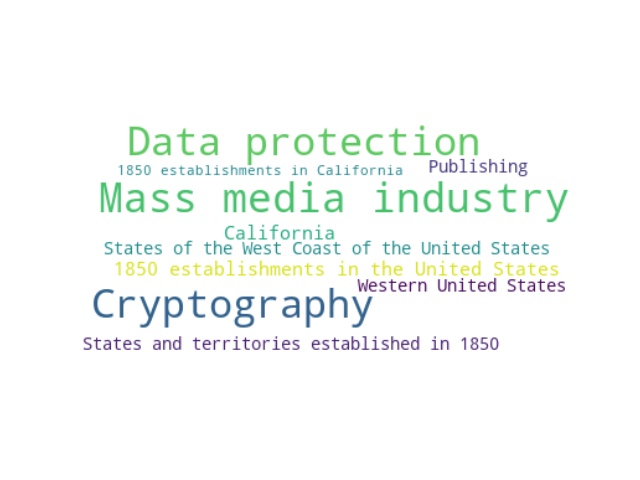 Data protection
1850 establishments in California
Publishing
Mass media industry
California
States of the West Coast of the United States
1850 establishments in the United States
Western United States
Cryptography
States and territories established in 1850